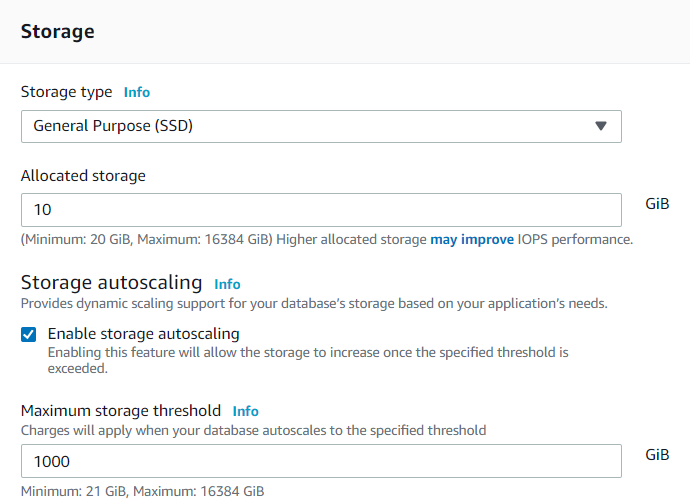 Storage
Storage type Info
General Purpose (SSD)
Allocated storage
10 GiB
(Minimum: 20 GiB, Maximum: 16384 GiB) Higher allocated storage may improve IOPS performance.
Storage autoscaling Info
Provides dynamic scaling support for your database's storage based on your application's needs.
Enable storage autoscaling
Enabling this feature will allow the storage to increase once the specified threshold is
exceeded.
Maximum storage threshold Info
Charges will apply when your database autoscales to the specified threshold
1000 GiB
Minimum: 21 GiB, Maximum: 16384 GiB